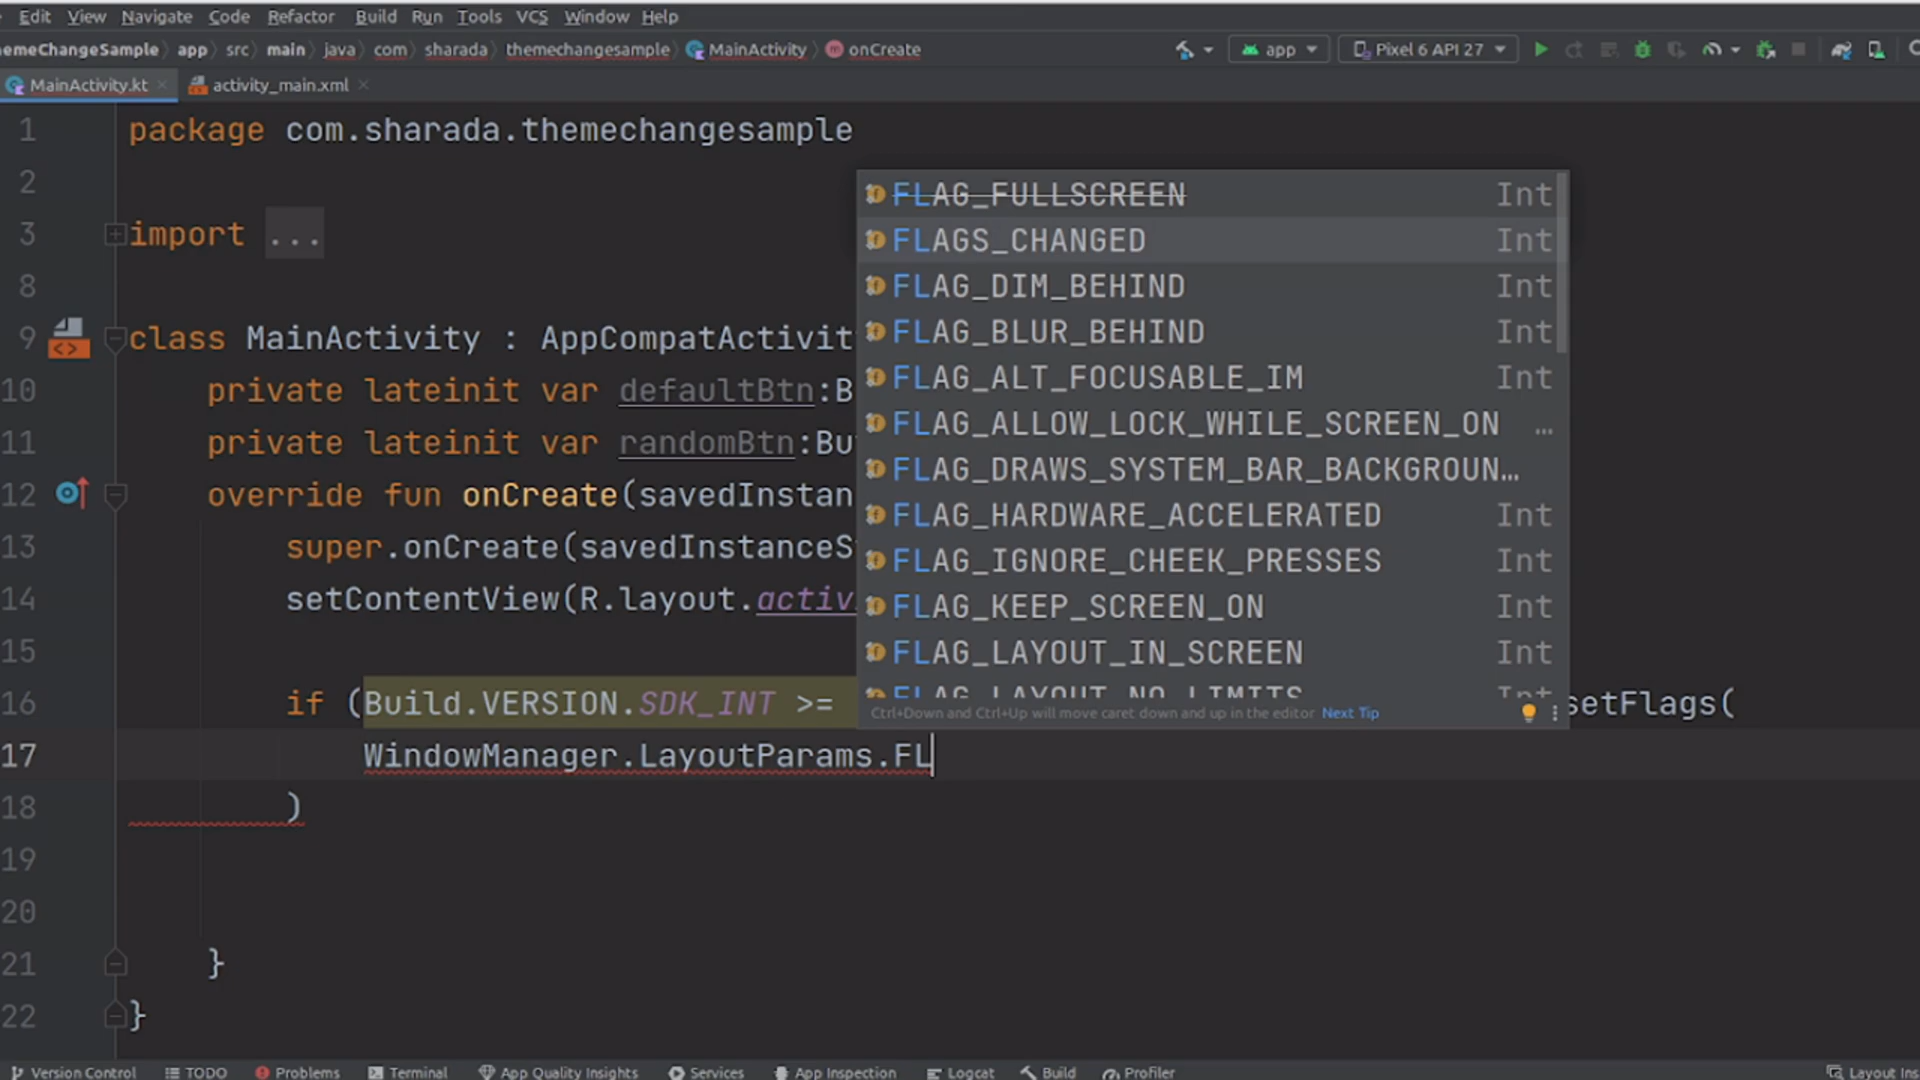 Edit View Navigate Code Refactor Build Run Tools VCS Window Help
emeChangeSample app src main java com sharada themechangesample MainActivity onCreate app Pixel 6 API 27
MainActivity.kt activity_main.xml
1 package com.sharada.themechangesample
2
3 import ...
8
9 class MainActivity : AppCompatActivit
10 private lateinit var defaultBtn:B
11 private lateinit var randomBtn:Bu
12 override fun onCreate(savedInstan
13 super.onCreate(savedInstanceS
14 setContentView(R.layout.activ
15
16 if (Build.VERSION.SDK_INT >= setFlags(
17 WindowManager.LayoutParams.FL
18 )
19
20
21 }
22 }
FLAG_FULLSCREEN Int
FLAGS_CHANGED Int
FLAG_DIM_BEHIND Int
FLAG_BLUR_BEHIND Int
FLAG_ALT_FOCUSABLE_IM Int
FLAG_ALLOW_LOCK_WHILE_SCREEN_ON …
FLAG_DRAWS_SYSTEM_BAR_BACKGROUN…
FLAG_HARDWARE_ACCELERATED Int
FLAG_IGNORE_CHEEK_PRESSES Int
FLAG_KEEP_SCREEN_ON Int
FLAG_LAYOUT_IN_SCREEN Int
FLAG_LAYOUT_NO_LIMITS Int
Ctrl+Down and Ctrl+Up will move caret down and up in the editor Next Tip
Version Control TODO Problems Terminal App Quality Insights Services App Inspection Logcat Build Profiler Layout Ins